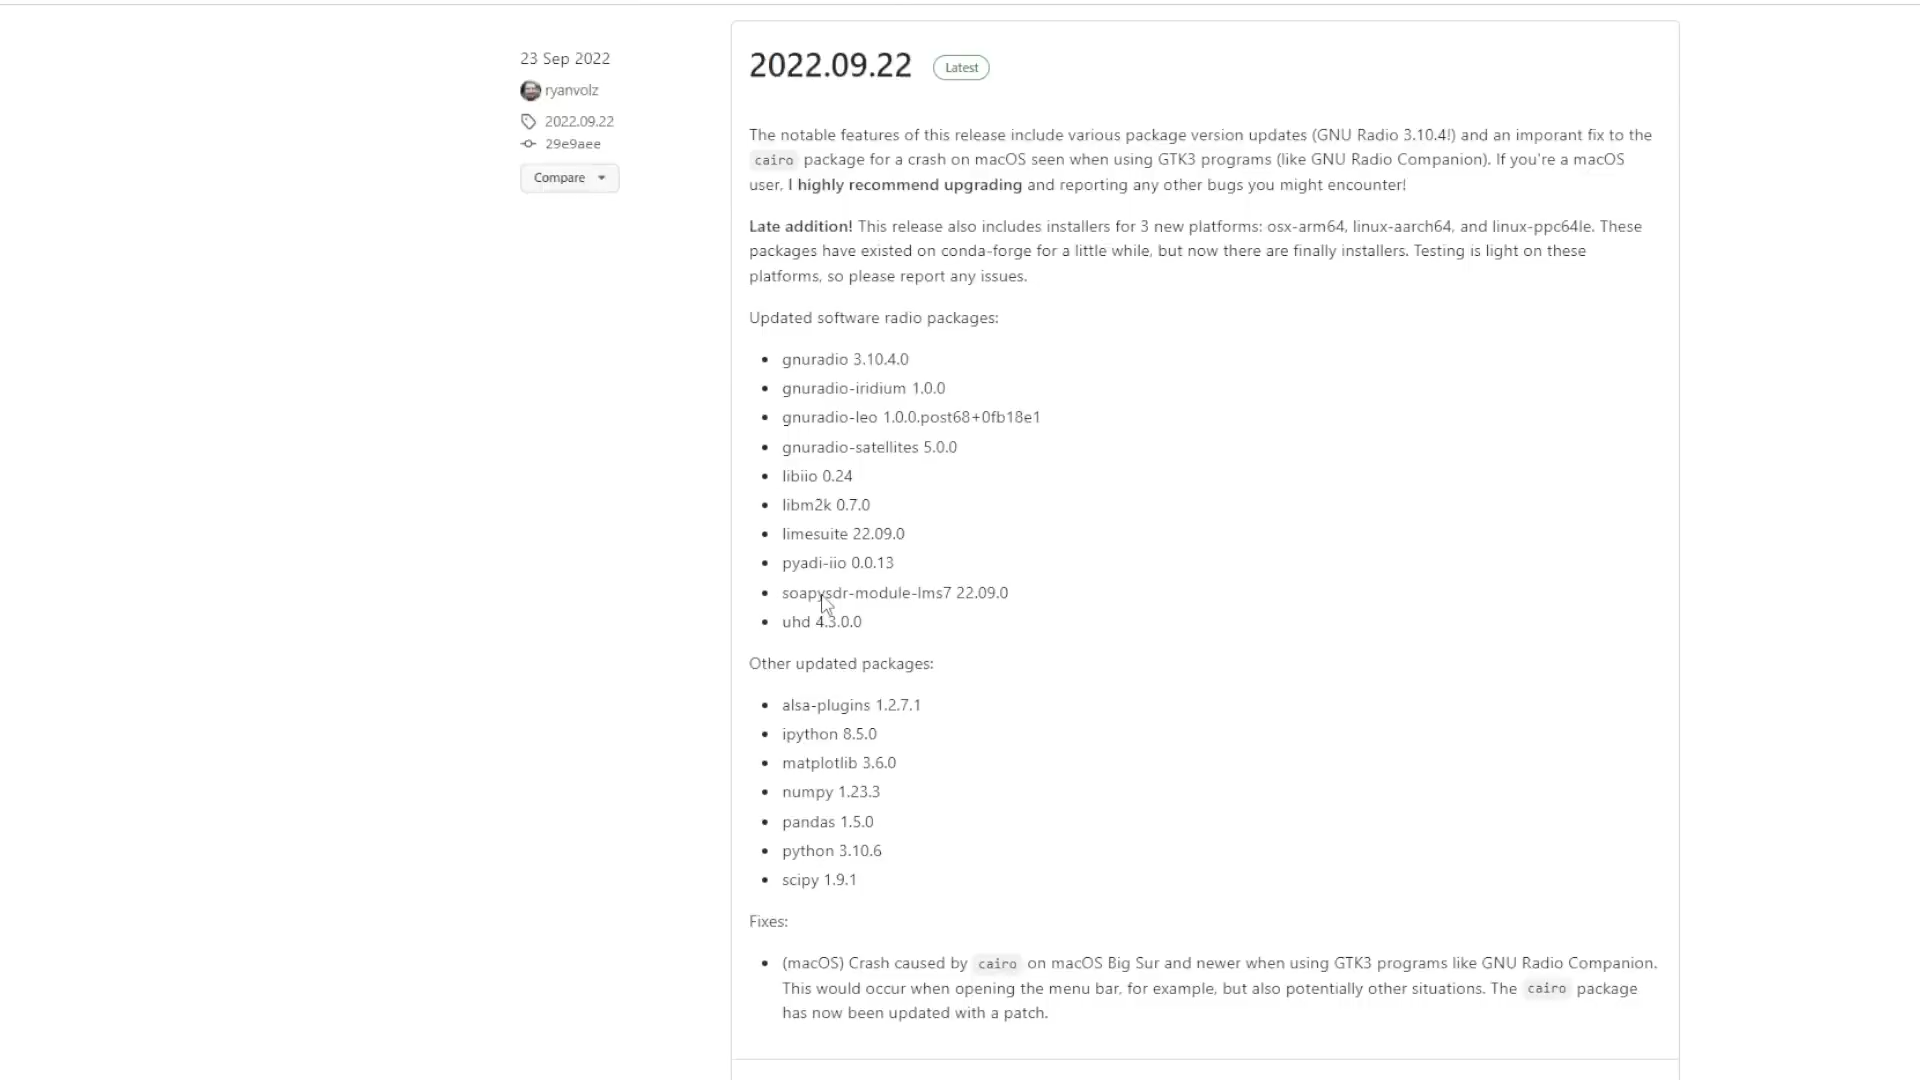 23 Sep 2022
ryanvolz
2022.09.22
29e9aee
Compare
2022.09.22
Latest
The notable features of this release include various package version updates (GNU Radio 3.10.4!) and an imporant fix to the
cairo package for a crash on macOS seen when using GTK3 programs (like GNU Radio Companion). If you're a macOS
user, I highly recommend upgrading and reporting any other bugs you might encounter!
Late addition! This release also includes installers for 3 new platforms: osx-arm64, linux-aarch64, and linux-ppc64le. These
packages have existed on conda-forge for a little while, but now there are finally installers. Testing is light on these
platforms, so please report any issues.
Updated software radio packages:
• gnuradio 3.10.4.0
• gnuradio-iridium 1.0.0
• gnuradio-leo 1.0.0.post68+0fb18e1
• gnuradio-satellites 5.0.0
• libiio 0.24
• libm2k 0.7.0
• limesuite 22.09.0
• pyadi-iio 0.0.13
• soapysdr-module-lms7 22.09.0
• uhd 4.3.0.0
Other updated packages:
• alsa-plugins 1.2.7.1
• ipython 8.5.0
• matplotlib 3.6.0
• numpy 1.23.3
• pandas 1.5.0
• python 3.10.6
• scipy 1.9.1
Fixes:
• (macOS) Crash caused by cairo on macOS Big Sur and newer when using GTK3 programs like GNU Radio Companion.
This would occur when opening the menu bar, for example, but also potentially other situations. The cairo package
has now been updated with a patch.